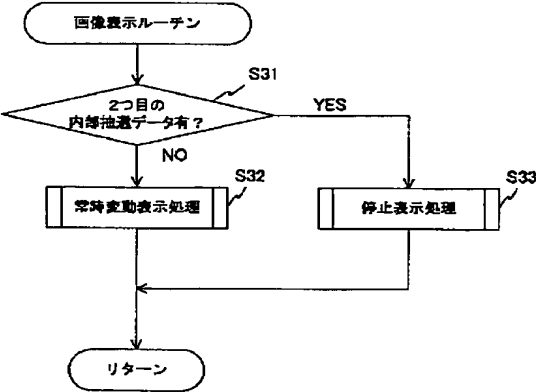 画像表示ルーチン
S31
2つ目の
内部抽選データ有？
YES
NO
S32
常時変動表示処理
S33
停止表示処理
リターン